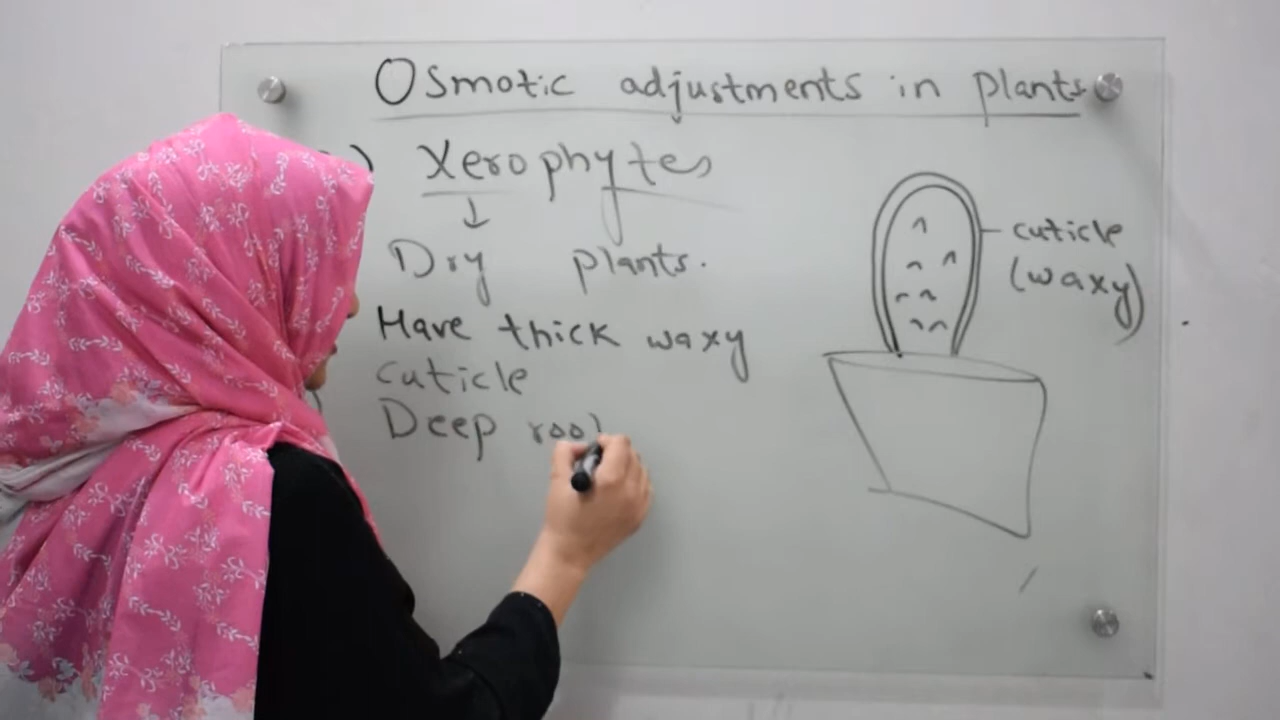 Osmotic adjustments in plants
Xerophytes
Dry plants.
Have thick waxy
cuticle
Deep root
cuticle
(waxy)